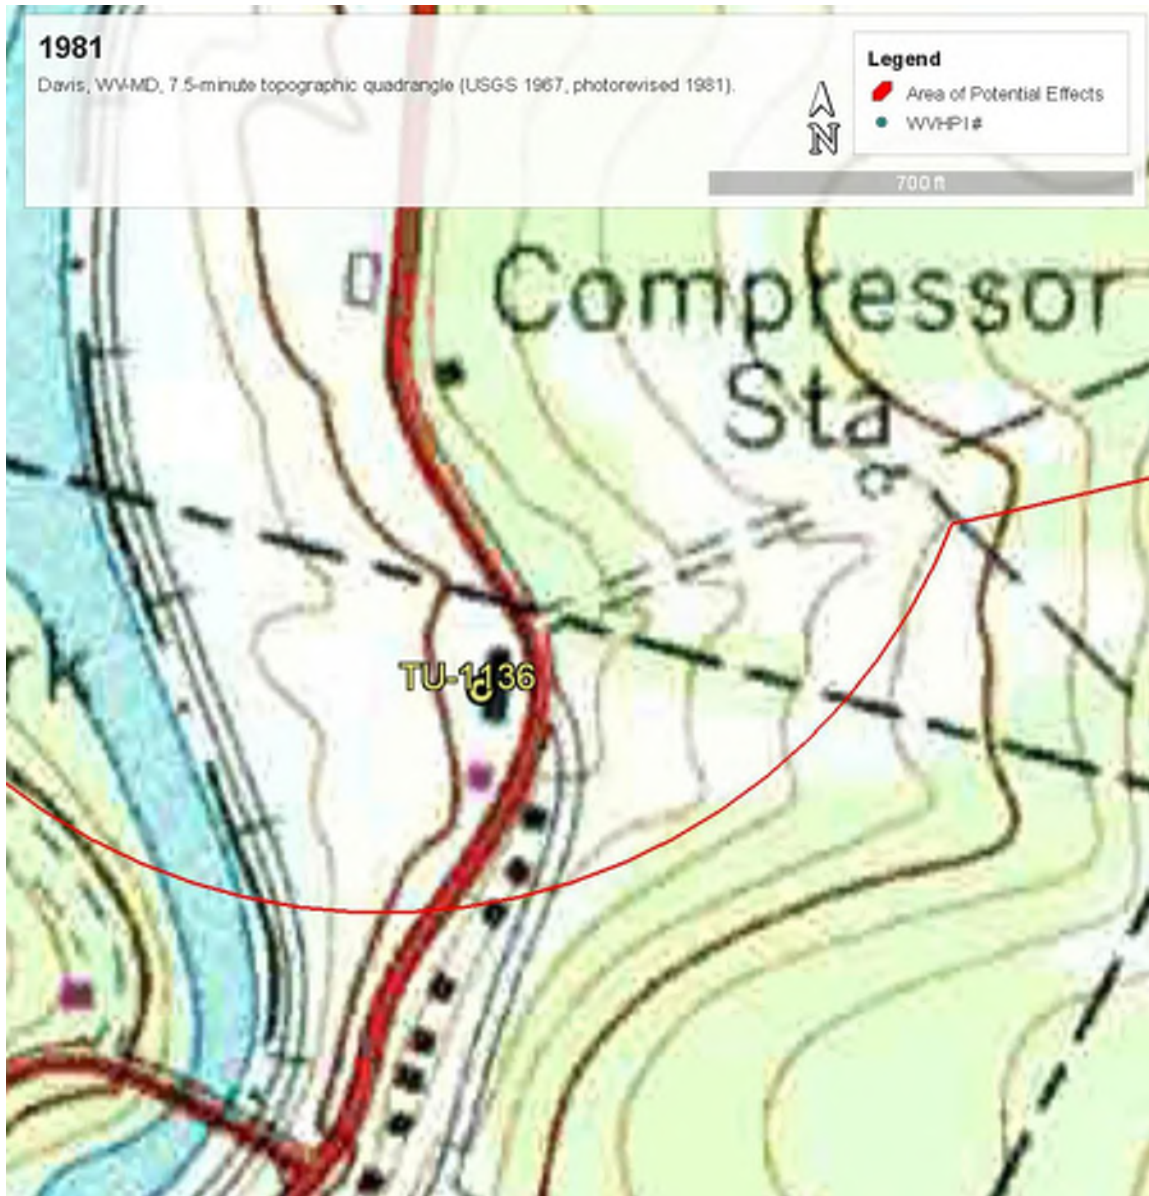 1981
Davis, WV-MD, 7.5-minute topographic quadrangle (USGS 1967, photorevised 1981).
N
Legend
Area of Potential Effects
WVHPI #
700 ft
Compressor
Sta
TU-1136